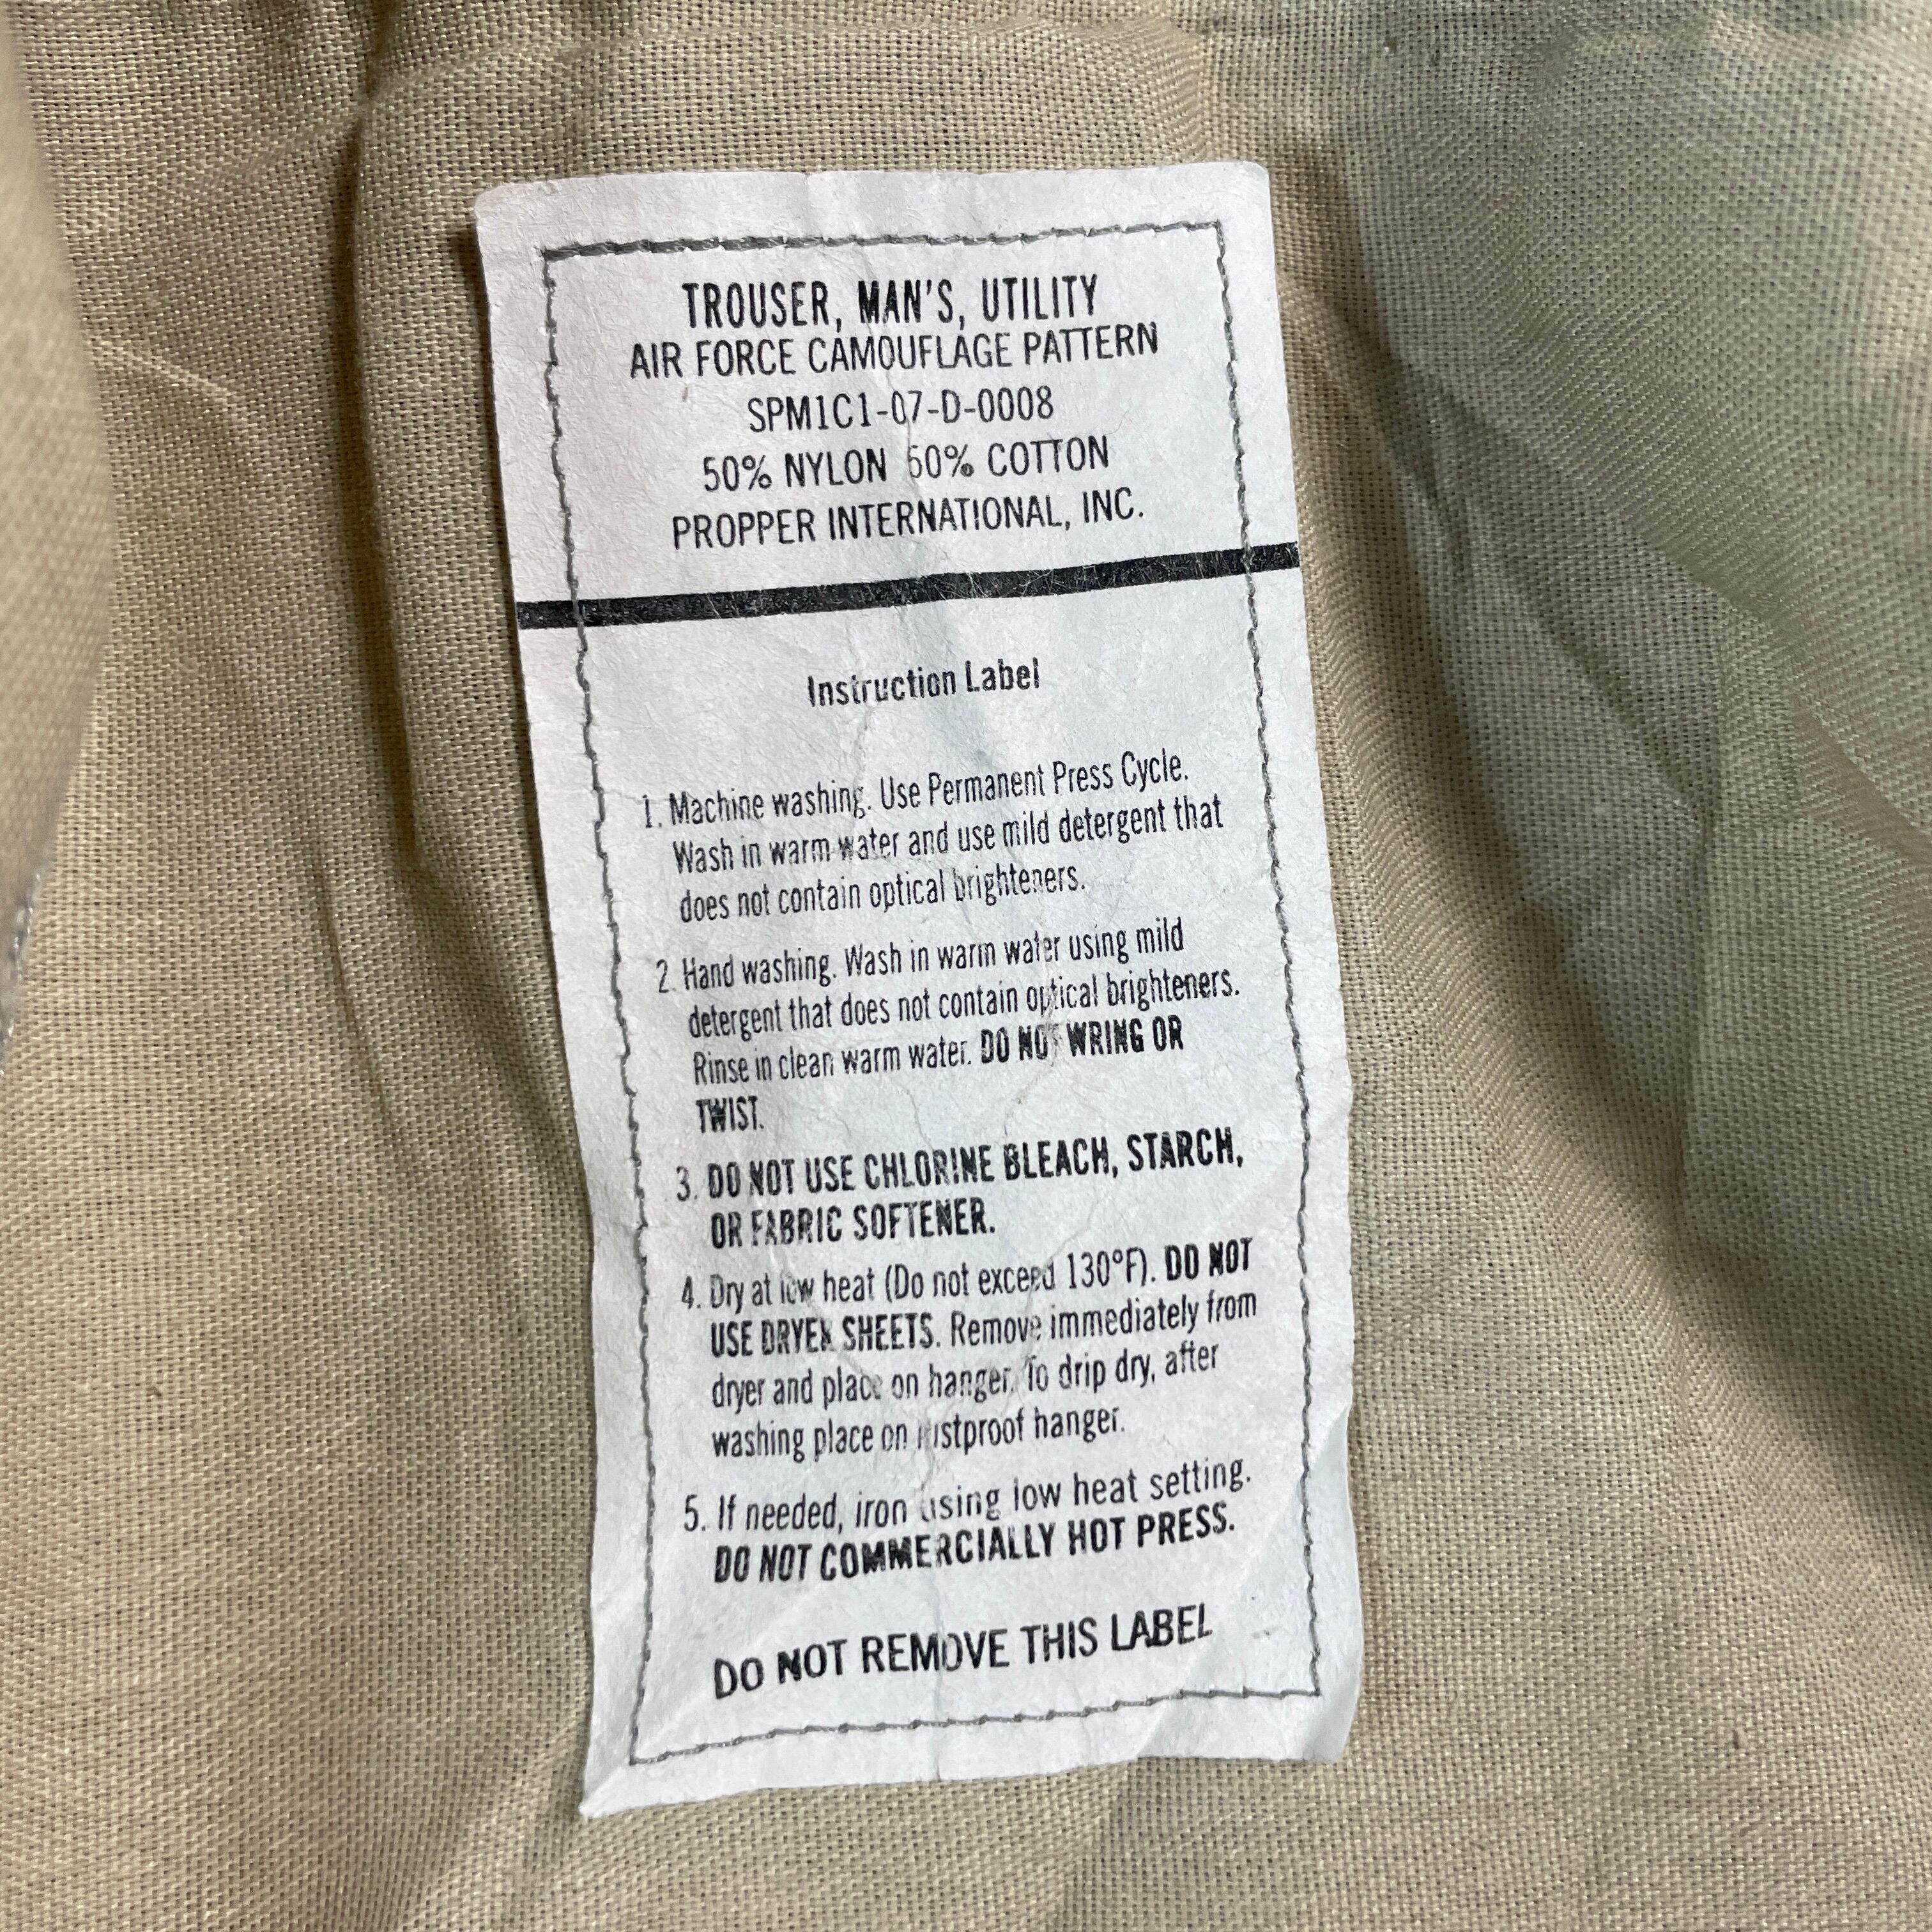 TROUSER, MAN'S, UTILITY
AIR FORCE CAMOUFLAGE PATTERN
SPM1C1-07-D-0008
50% NYLON 50% COTTON
PROPPER INTERNATIONAL, INC.
Instruction Label
1. Machine washing. Use Permanent Press Cycle.
Wash in warm water and use mild detergent that
does not contain optical brighteners.
2. Hand washing. Wash in warm water using mild
detergent that does not contain optical brighteners.
Rinse in clean warm water. DO NOT WRING OR
TWIST.
3. DO NOT USE CHLORINE BLEACH, STARCH,
OR FABRIC SOFTENER.
4. Dry at low heat (Do not exceed 130°F). DO NOT
USE DRYER SHEETS. Remove immediately from
dryer and place on hanger. To drip dry, after
washing place on rustproof hanger.
5. If needed, iron using low heat setting.
DO NOT COMMERCIALLY HOT PRESS.
DO NOT REMOVE THIS LABEL